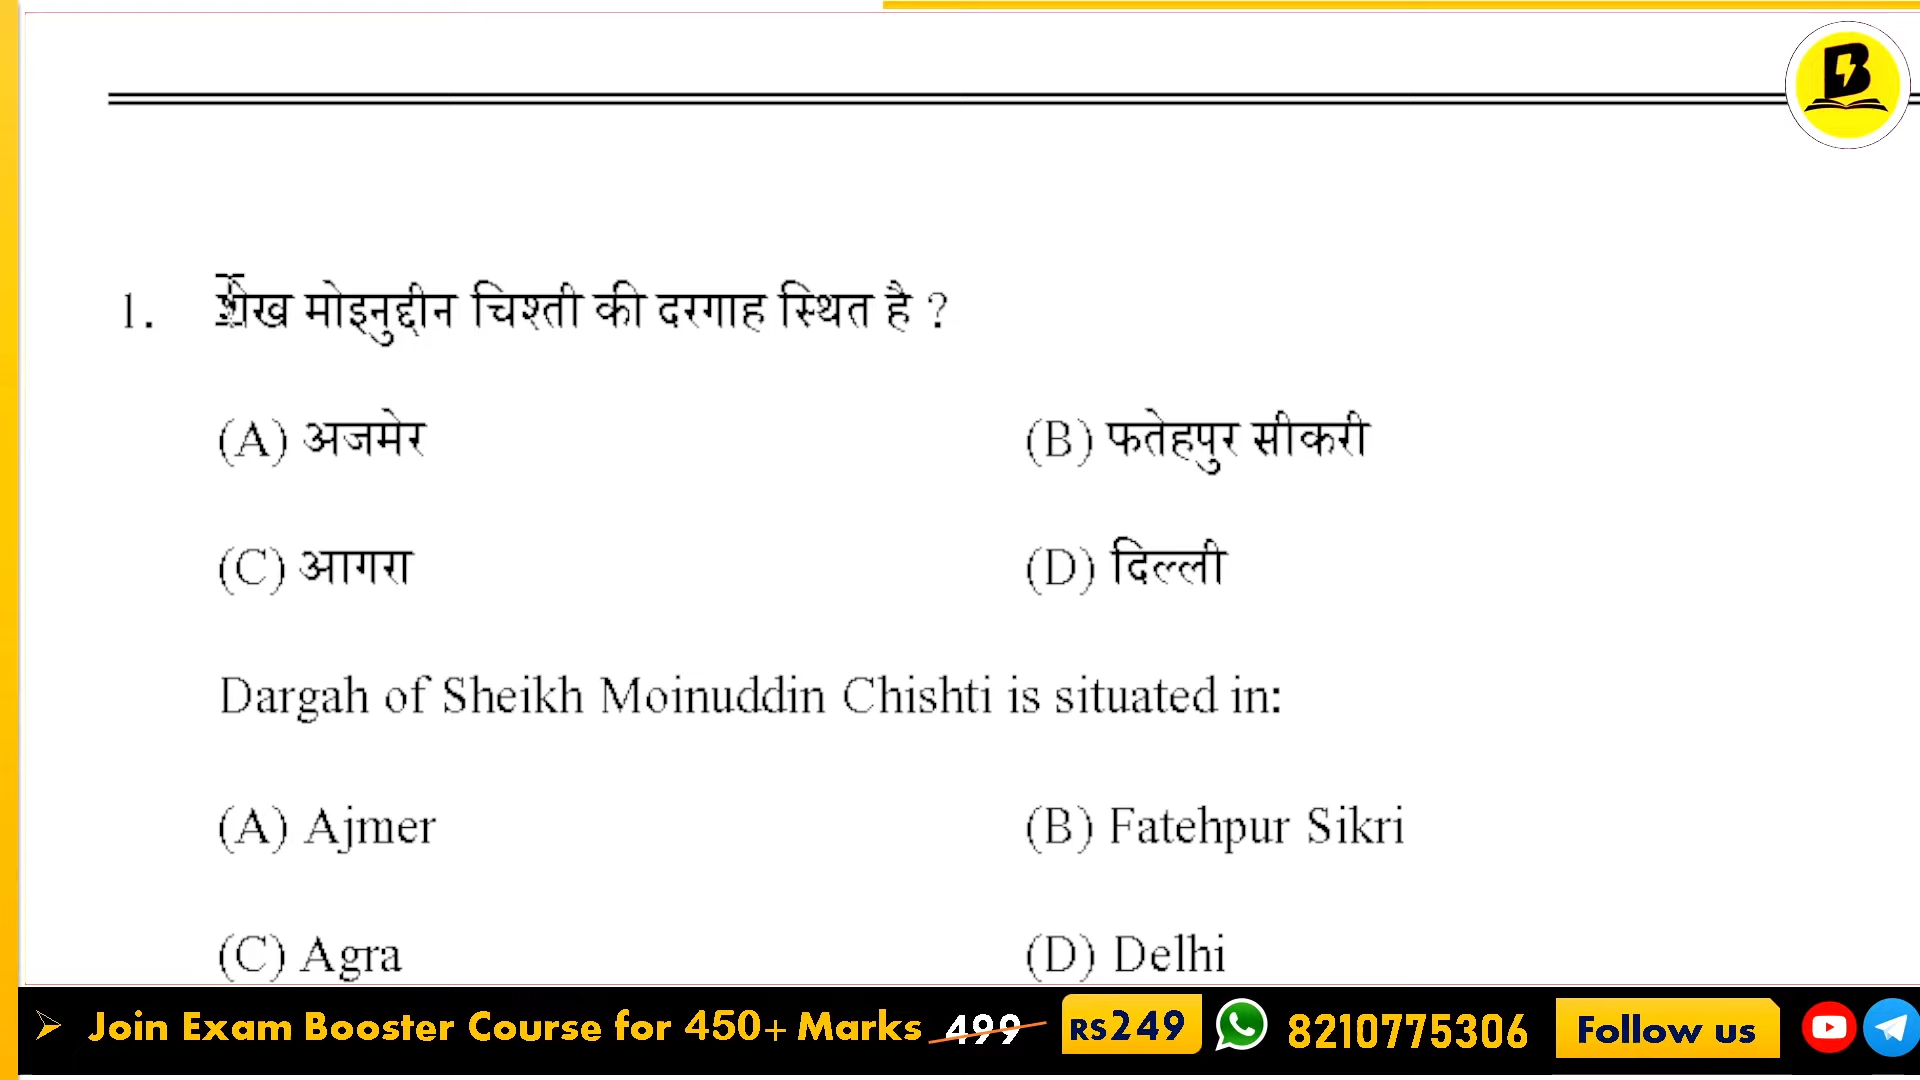 1. शेख मोइनुद्दीन चिश्ती की दरगाह स्थित है ?
(A) अजमेर (B) फतेहपुर सीकरी
(C) आगरा (D) दिल्ली
Dargah of Sheikh Moinuddin Chishti is situated in:
(A) Ajmer (B) Fatehpur Sikri
(C) Agra (D) Delhi
➢ Join Exam Booster Course for 450+ Marks 499 RS249 8210775306 Follow us